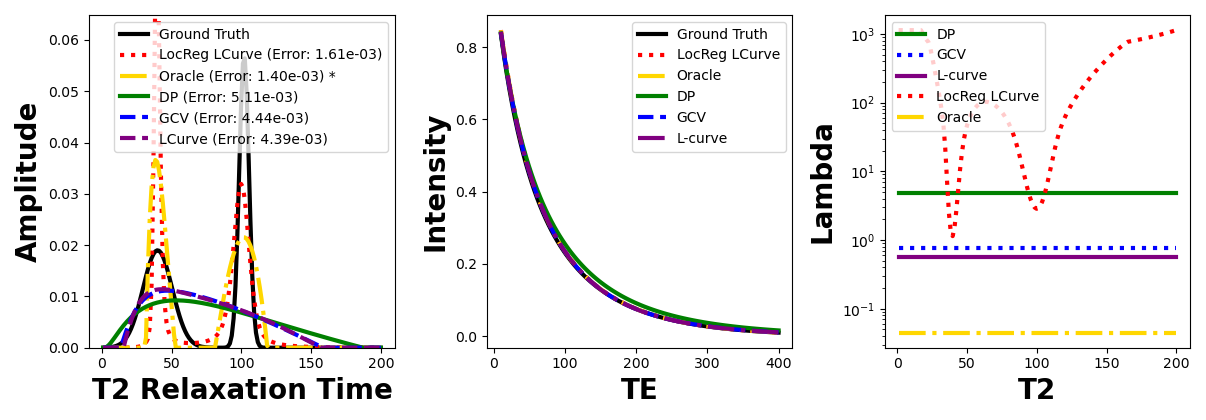 Amplitude
0.06
0.05
0.04
0.03
0.02
0.01
0.00
Ground Truth
LocReg LCurve (Error: 1.61e-03)
Oracle (Error: 1.40e-03) *
DP (Error: 5.11e-03)
GCV (Error: 4.44e-03)
LCurve (Error: 4.39e-03)
0 50 100 150 200
T2 Relaxation Time
Intensity
0.8
0.6
0.4
0.2
0.0
Ground Truth
LocReg LCurve
Oracle
DP
GCV
L-curve
0 100 200 300 400
TE
Lambda
10³
10²
10¹
10⁰
10⁻¹
DP
GCV
L-curve
LocReg LCurve
Oracle
0 50 100 150 200
T2